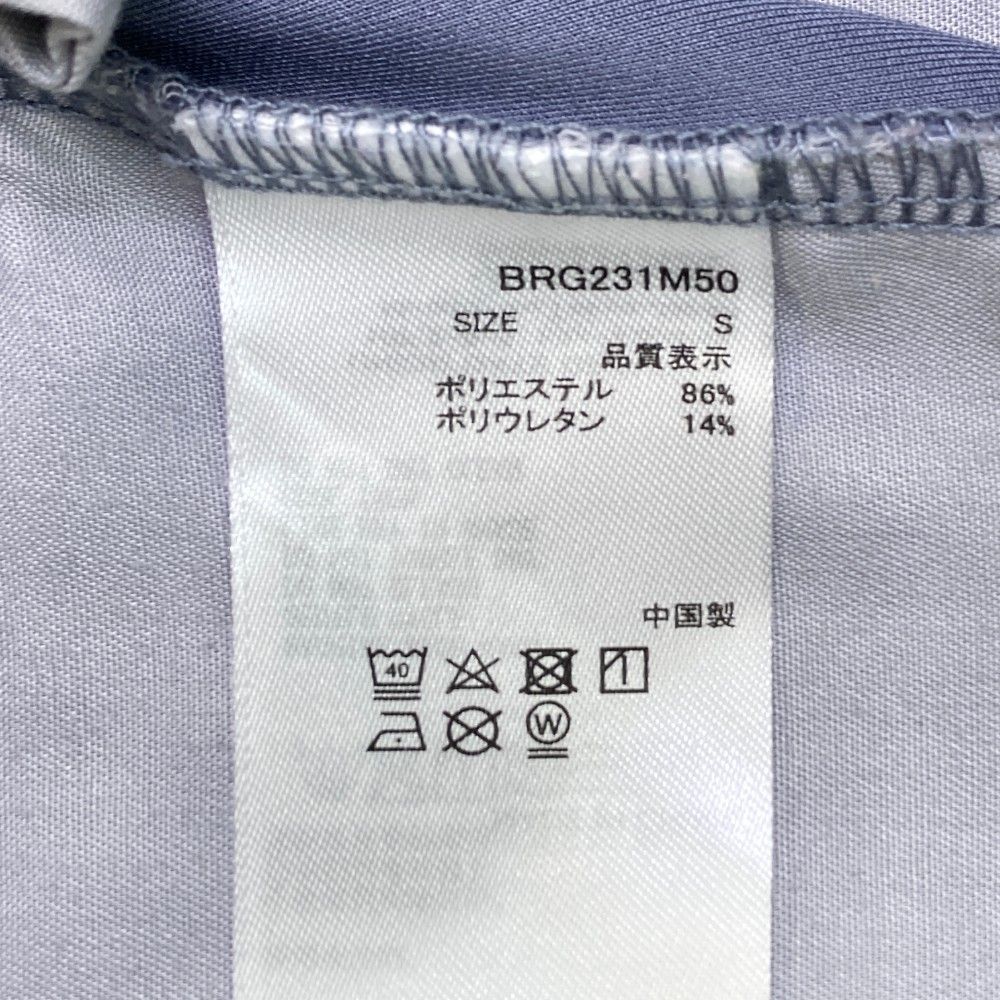 BRG231M50
SIZE S
品質表示
ポリエステル 86%
ポリウレタン 14%
中国製
40
W